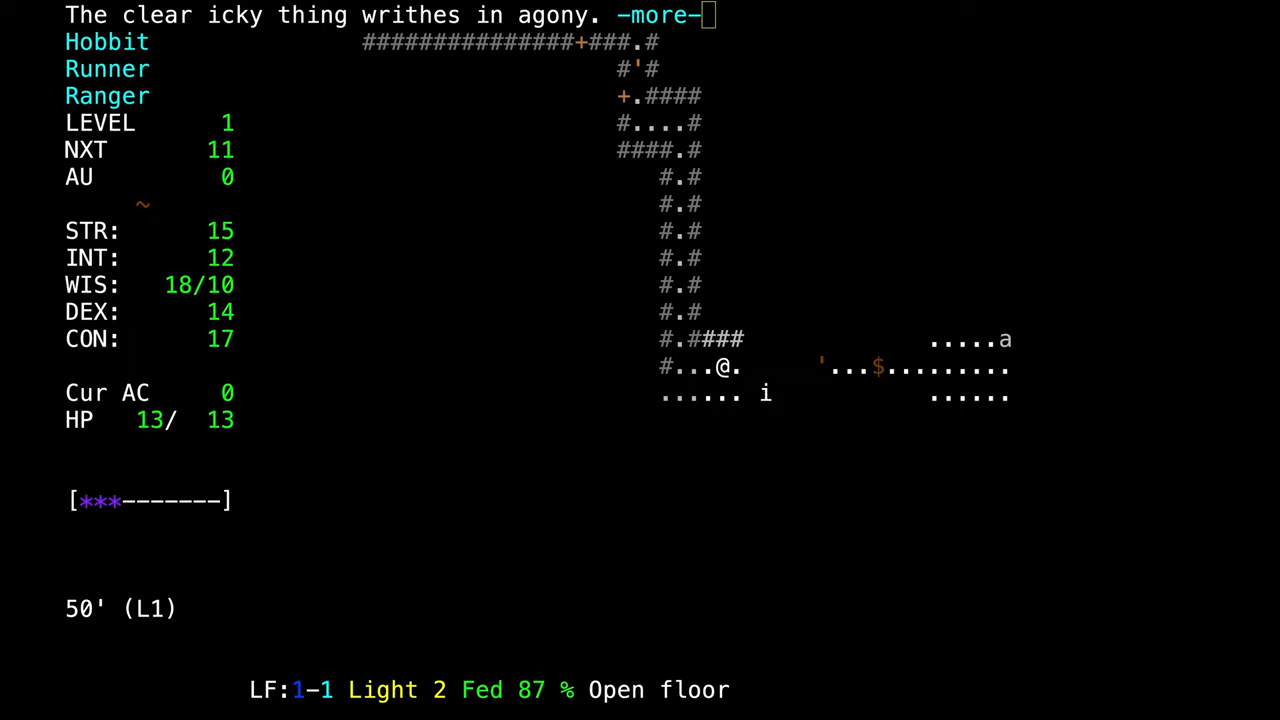 The clear icky thing writhes in agony. -more-
Hobbit ###############+###.#
Runner #'#
Ranger +.####
LEVEL 1 #....#
NXT 11 ####.#
AU 0 #.#
~ #.#
STR: 15 #.#
INT: 12 #.#
WIS: 18/10 #.#
DEX: 14 #.#
CON: 17 #.#### .....a
#...@. '...$.........
Cur AC 0 ...... i ......
HP 13/ 13
[***-------]
50' (L1)
LF:1-1 Light 2 Fed 87 % Open floor